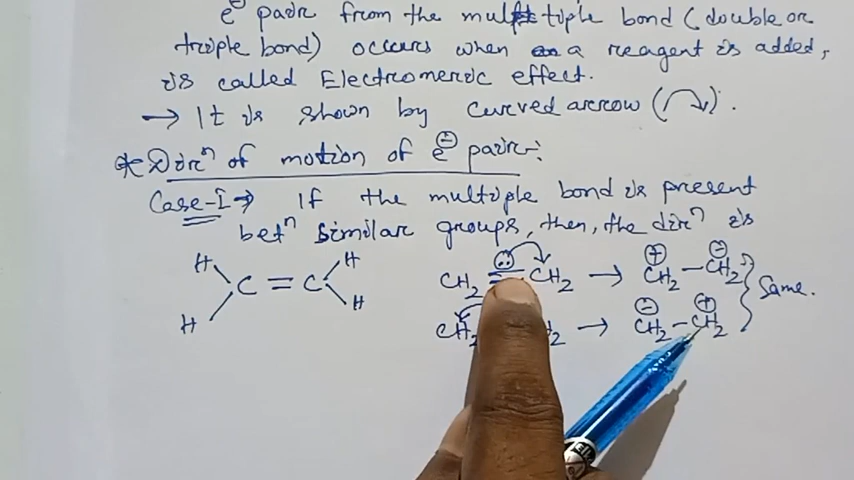 e⊖ pair from the multiple bond (double or
triple bond) occurs when a reagent is added,
is called Electromeric effect.
→ It is shown by curved arrow (↷).
* Dirⁿ of motion of e⊖ pair:
Case-I → If the multiple bond is present
betⁿ similar groups, then, the dirⁿ is
H H
C = C
H H
CH₂ = CH₂ → ⊕CH₂ - ⊖CH₂
CH₂ → ⊖CH₂ - ⊕CH₂
Same.